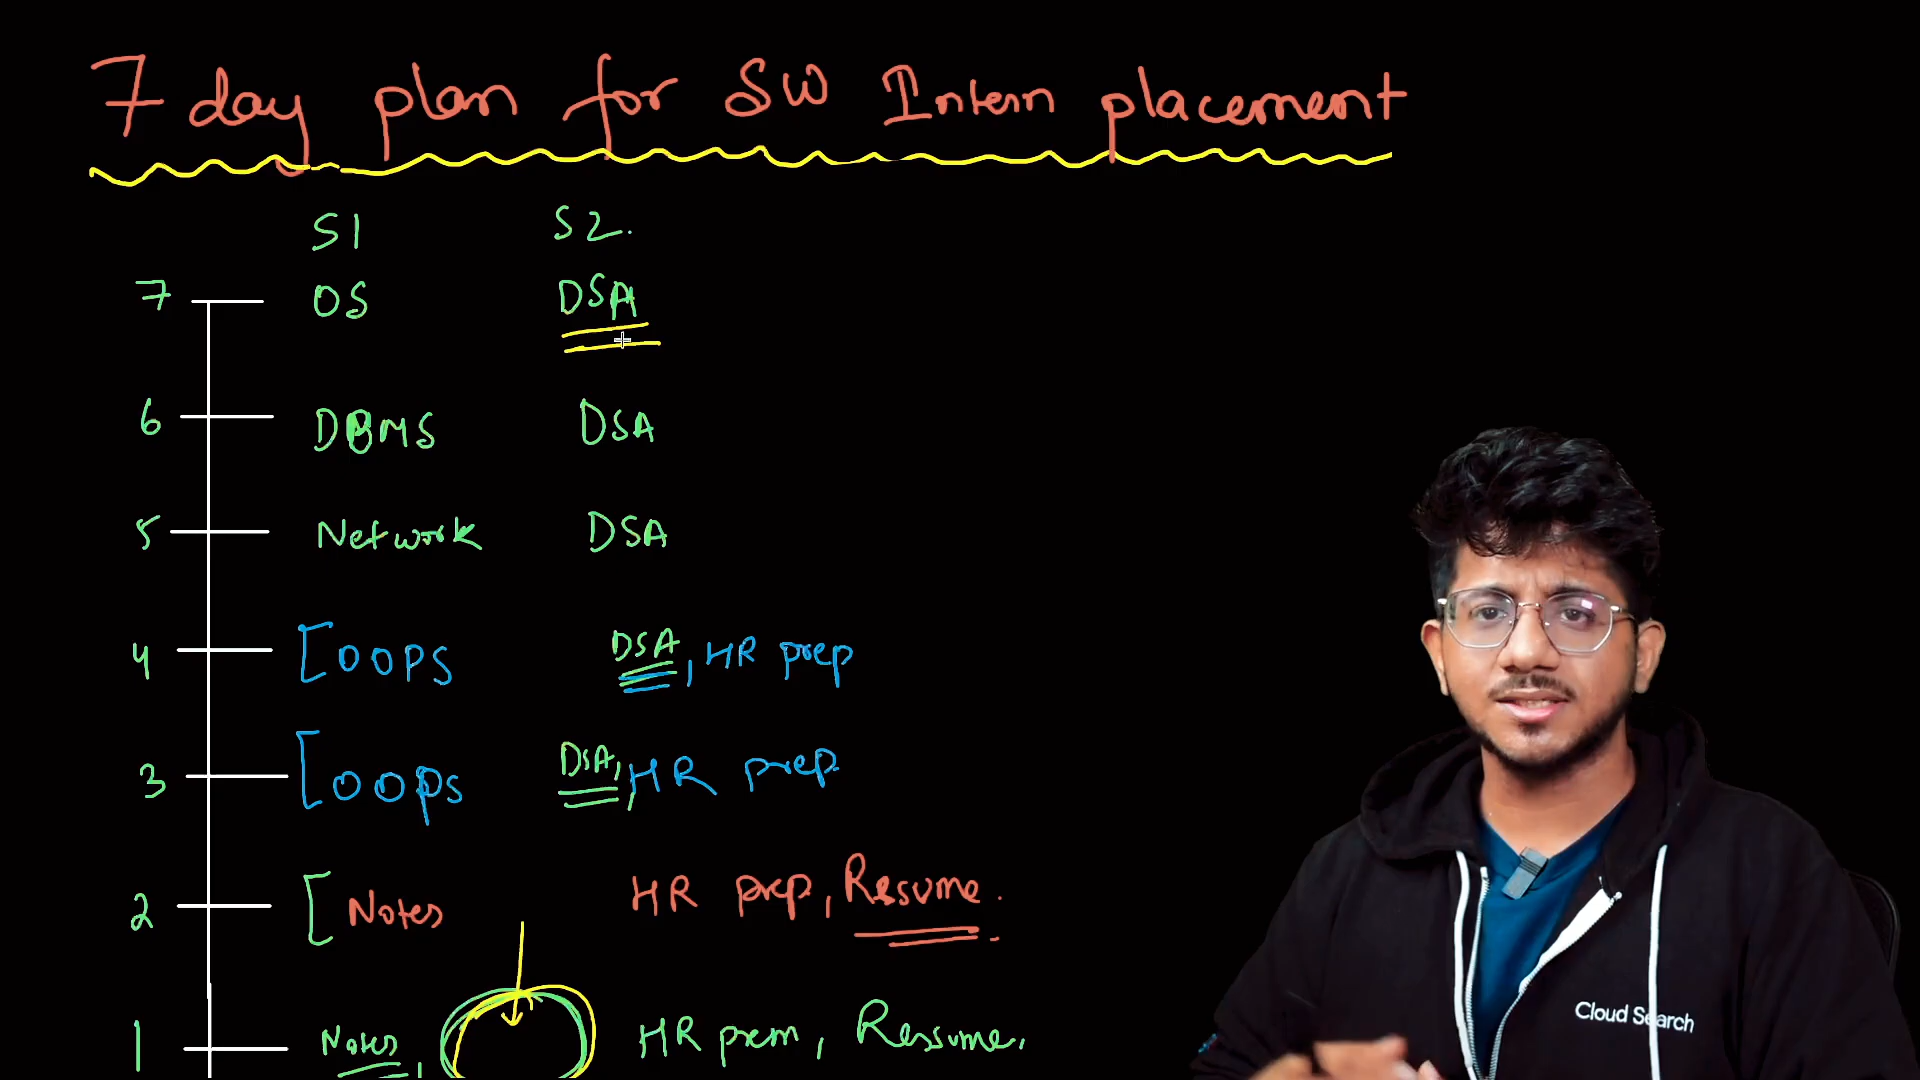 7 day plan for SW Intern placement
S1 S2.
7 OS DSA
6 DBMS DSA
5 Network DSA
4 [OOPS DSA, HR prep
3 [OOPS DSA, HR prep
2 [Notes HR prep, Resume.
1 Notes, HR prem, Ressume.
Cloud Search